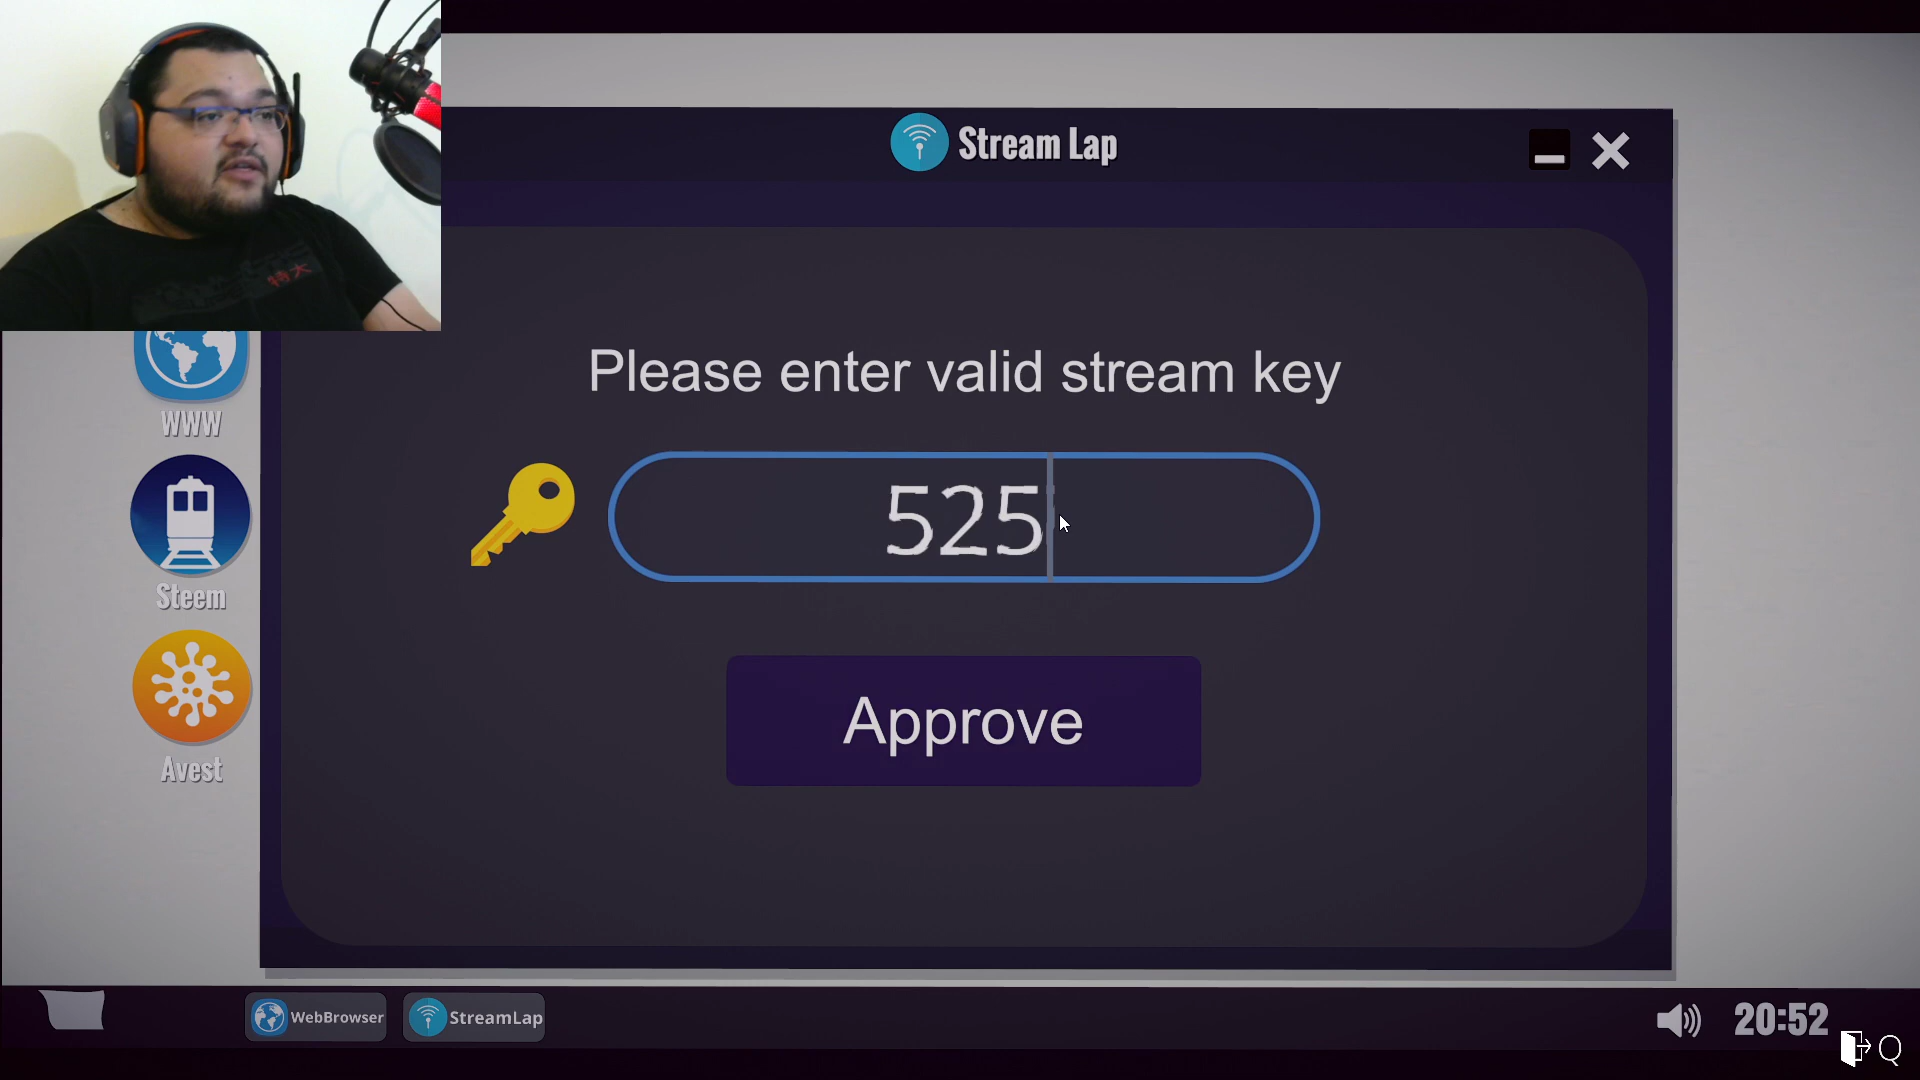 Stream Lap
Please enter valid stream key
525
Approve
WWW
Steem
Avest
WebBrowser
StreamLap
20:52
Q